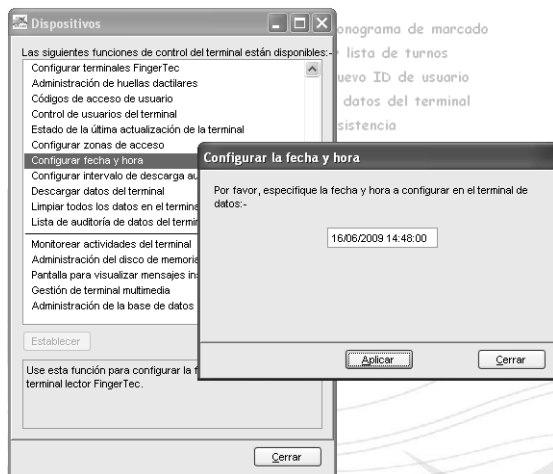 Dispositivos
onograma de marcado
lista de turnos
uevo ID de usuario
datos del terminal
sistencia
Las siguientes funciones de control del terminal están disponibles:-
Configurar terminales FingerTec
Administración de huellas dactilares
Códigos de acceso de usuario
Control de usuarios del terminal
Estado de la última actualización de la terminal
Configurar zonas de acceso
Configurar fecha y hora
Configurar intervalo de descarga au
Descargar datos del terminal
Limpiar todos los datos en el termina
Lista de auditoría de datos del termin
Monitorear actividades del terminal
Administración del disco de memoria
Pantalla para visualizar mensajes in
Gestión de terminal multimedia
Administración de la base de datos
Establecer
Use esta función para configurar la f
terminal lector FingerTec.
Cerrar
Configurar la fecha y hora
Por favor, especifique la fecha y hora a configurar en el terminal de
datos:-
16/06/2009 14:48:00
Aplicar
Cerrar